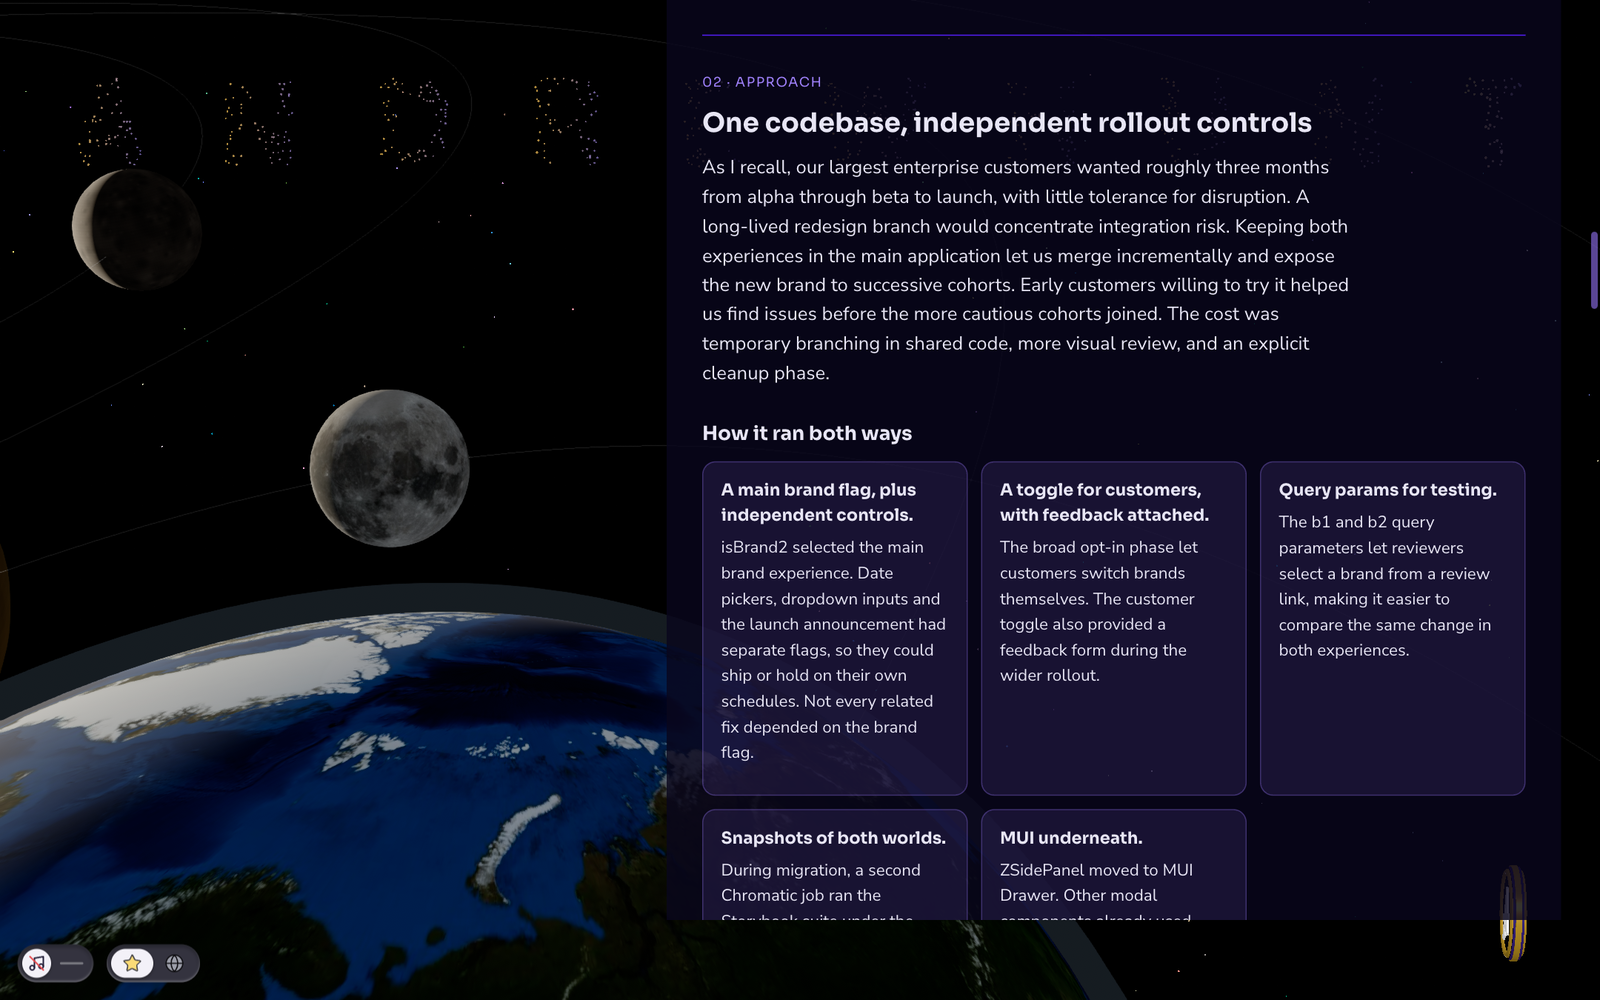 A N D R
02 · APPROACH
One codebase, independent rollout controls
As I recall, our largest enterprise customers wanted roughly three months
from alpha through beta to launch, with little tolerance for disruption. A
long-lived redesign branch would concentrate integration risk. Keeping both
experiences in the main application let us merge incrementally and expose
the new brand to successive cohorts. Early customers willing to try it helped
us find issues before the more cautious cohorts joined. The cost was
temporary branching in shared code, more visual review, and an explicit
cleanup phase.
How it ran both ways
A main brand flag, plus
independent controls.
isBrand2 selected the main
brand experience. Date
pickers, dropdown inputs and
the launch announcement had
separate flags, so they could
ship or hold on their own
schedules. Not every related
fix depended on the brand
flag.
A toggle for customers,
with feedback attached.
The broad opt-in phase let
customers switch brands
themselves. The customer
toggle also provided a
feedback form during the
wider rollout.
Query params for testing.
The b1 and b2 query
parameters let reviewers
select a brand from a review
link, making it easier to
compare the same change in
both experiences.
Snapshots of both worlds.
During migration, a second
Chromatic job ran the
Storybook suite under the
MUI underneath.
ZSidePanel moved to MUI
Drawer. Other modal
components already used